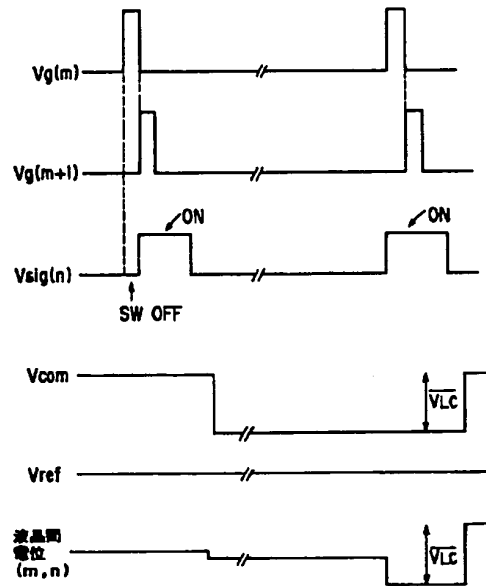 Vg(m)
Vg(m+1)
ON
ON
Vsig(n)
SW OFF
Vcom
VLC
Vref
液晶間
電位
(m,n)
VLC